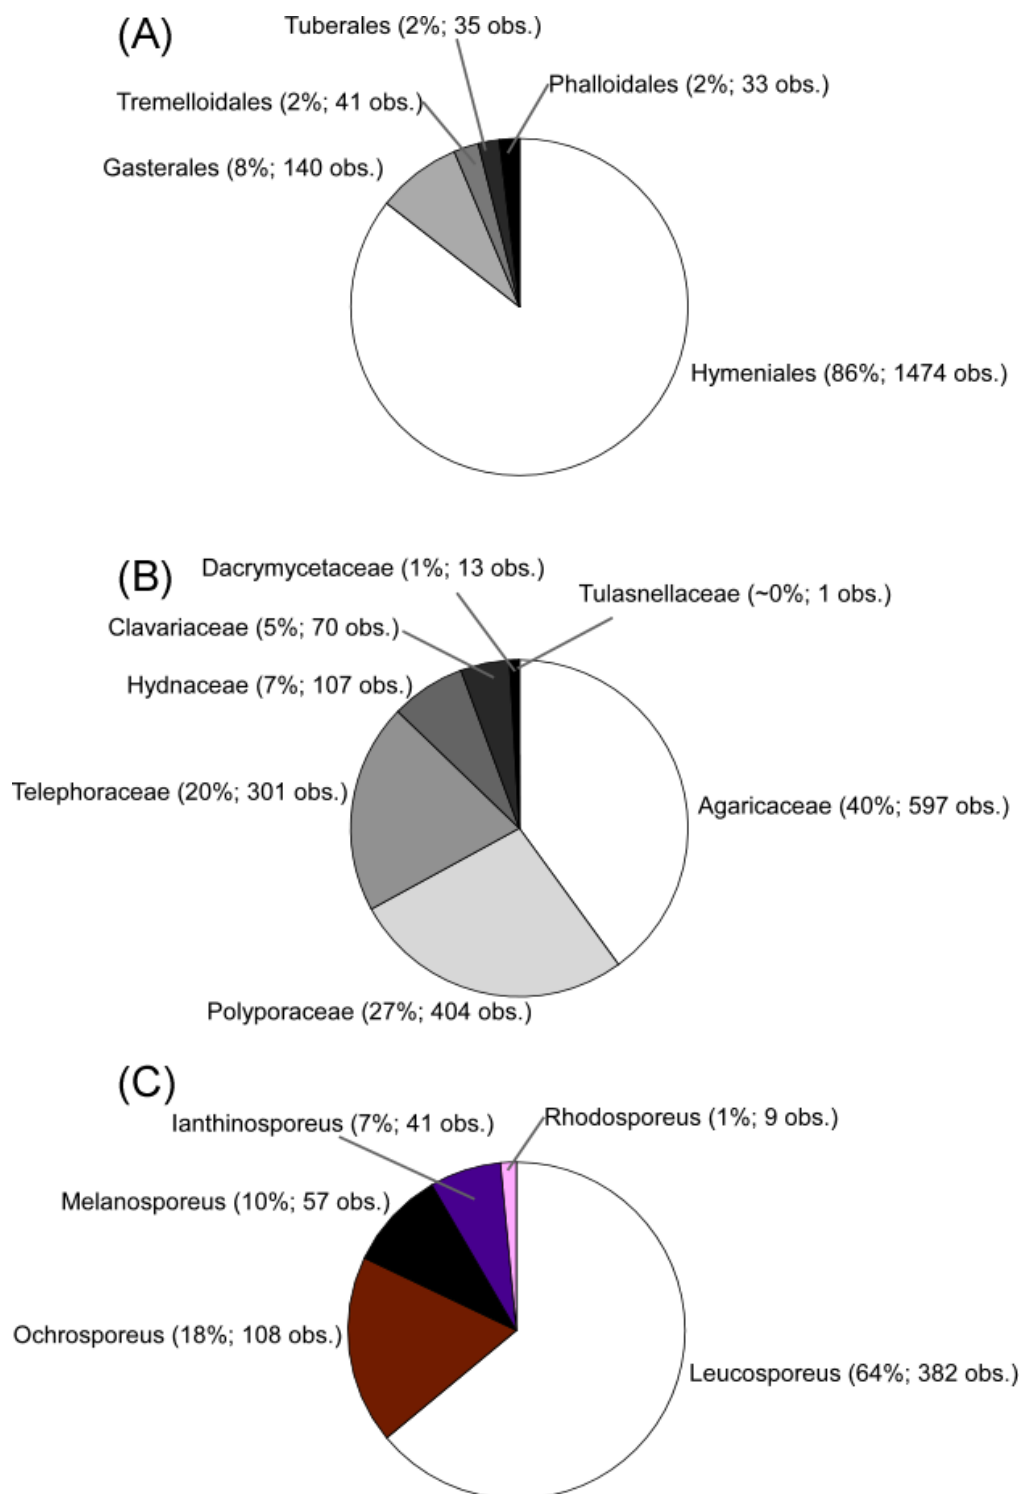 (A)
Tuberales (2%; 35 obs.)
Phalloidales (2%; 33 obs.)
Tremelloidales (2%; 41 obs.)
Gasterales (8%; 140 obs.)
Hymeniales (86%; 1474 obs.)
(B)
Dacrymycetaceae (1%; 13 obs.)
Tulasnellaceae (~0%; 1 obs.)
Clavariaceae (5%; 70 obs.)
Hydnaceae (7%; 107 obs.)
Telephoraceae (20%; 301 obs.)
Agaricaceae (40%; 597 obs.)
Polyporaceae (27%; 404 obs.)
(C)
Ianthinosporeus (7%; 41 obs.)
Rhodosporeus (1%; 9 obs.)
Melanosporeus (10%; 57 obs.)
Ochrosporeus (18%; 108 obs.)
Leucosporeus (64%; 382 obs.)